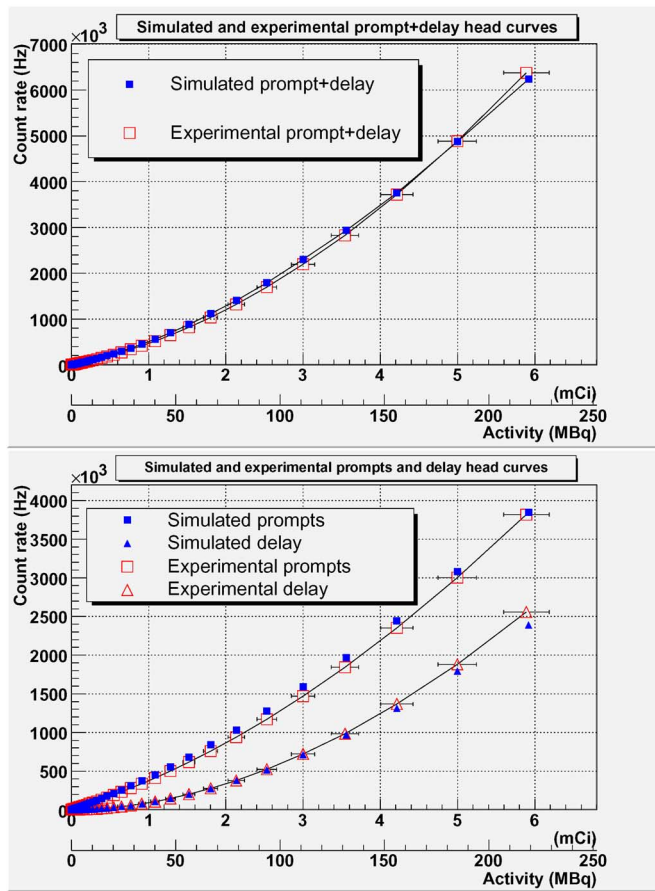 Simulated and experimental prompt+delay head curves
×10³
Count rate (Hz)
7000
6000
5000
4000
3000
2000
1000
0
Simulated prompt+delay
Experimental prompt+delay
0 1 2 3 4 5 6
(mCi)
0 50 100 150 200 250
Activity (MBq)
Simulated and experimental prompts and delay head curves
×10³
Count rate (Hz)
4000
3500
3000
2500
2000
1500
1000
500
0
Simulated prompts
Simulated delay
Experimental prompts
Experimental delay
0 1 2 3 4 5 6
(mCi)
0 50 100 150 200 250
Activity (MBq)